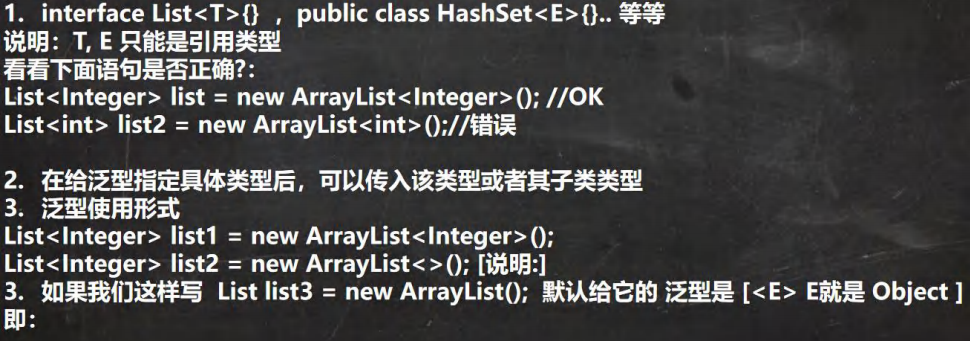 1. interface List<T>{} , public class HashSet<E>{}.. 等等
说明：T, E 只能是引用类型
看看下面语句是否正确?：
List<Integer> list = new ArrayList<Integer>(); //OK
List<int> list2 = new ArrayList<int>();//错误
2. 在给泛型指定具体类型后，可以传入该类型或者其子类类型
3. 泛型使用形式
List<Integer> list1 = new ArrayList<Integer>();
List<Integer> list2 = new ArrayList<>(); [说明:]
3. 如果我们这样写 List list3 = new ArrayList(); 默认给它的 泛型是 [<E> E就是 Object ]
即：